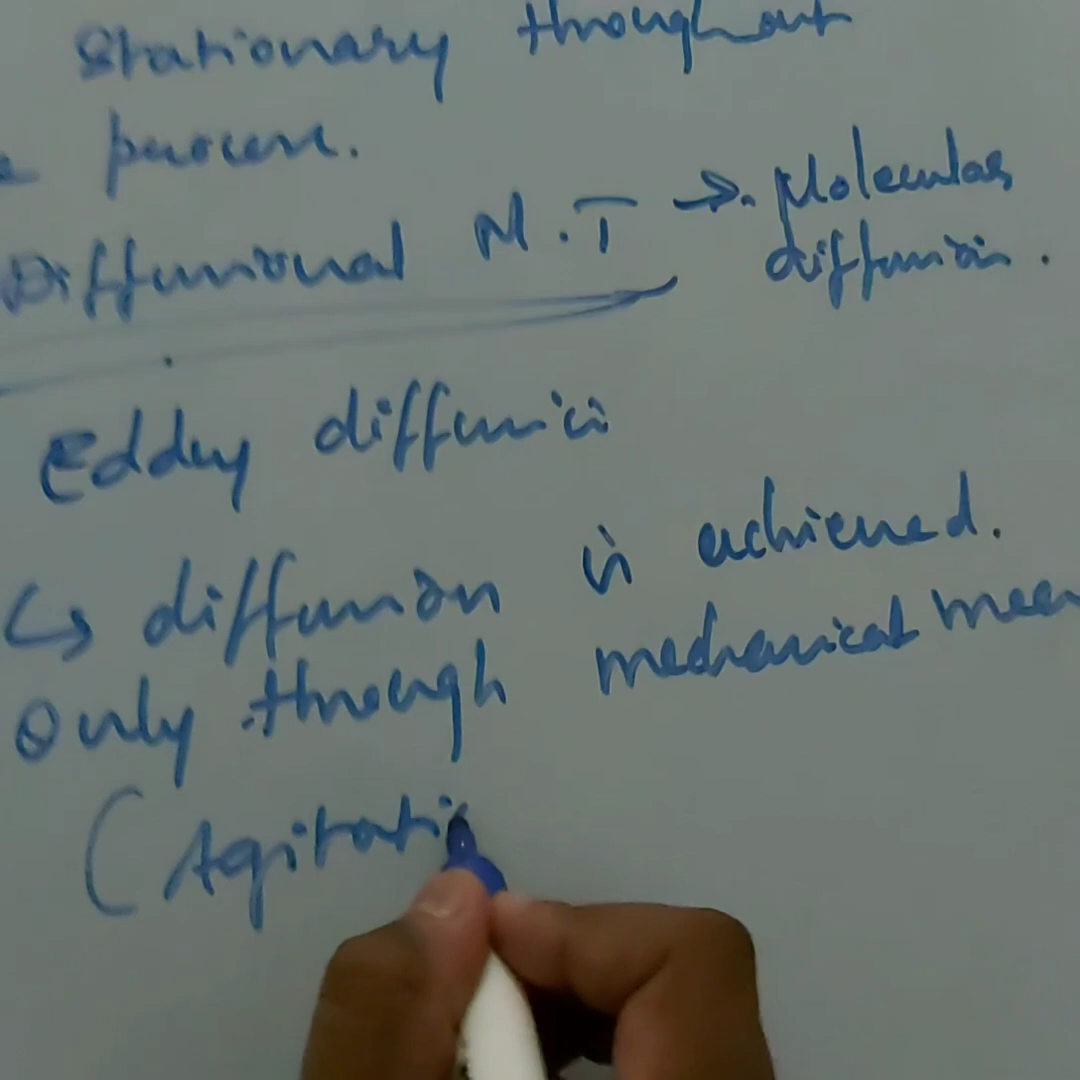 Stationary throughout
process.
Diffusional M.T → Molecular
diffusion.
Eddy diffusion
↳ diffusion is achieved.
Only through mechanical mean
(Agitati